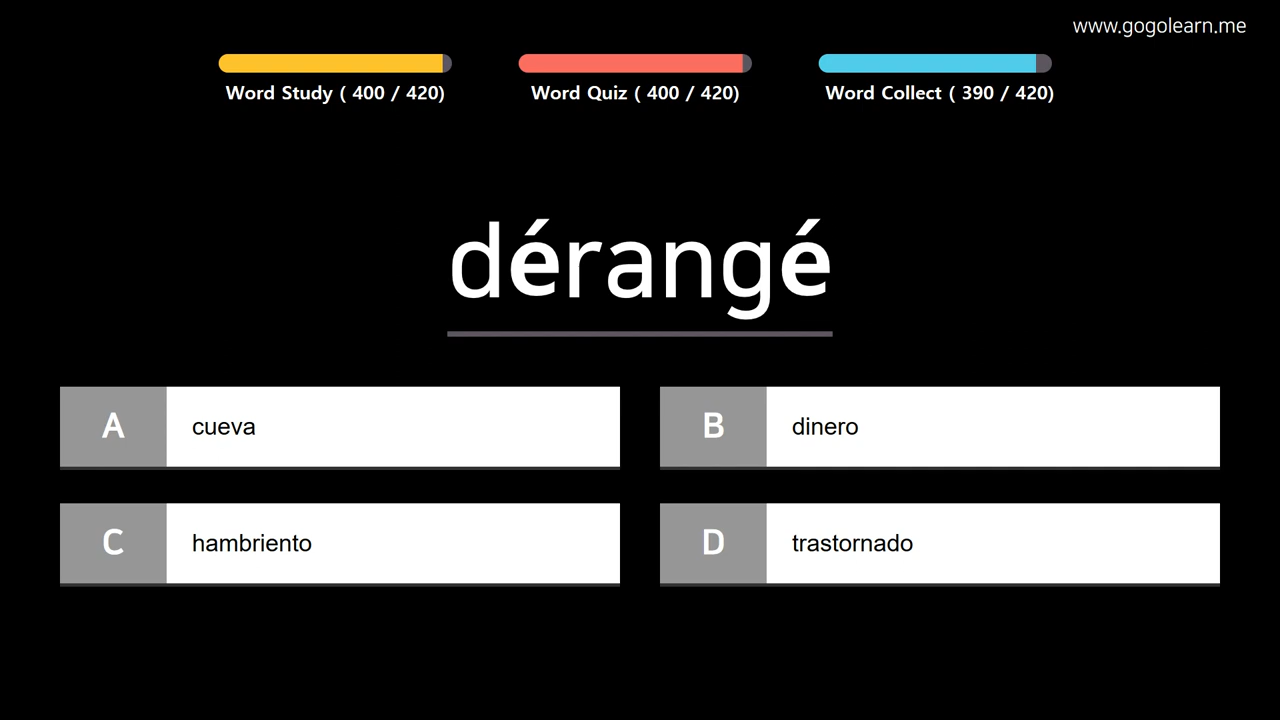 www.gogolearn.me
Word Study ( 400 / 420)
Word Quiz ( 400 / 420)
Word Collect ( 390 / 420)
dérangé
A cueva
B dinero
C hambriento
D trastornado